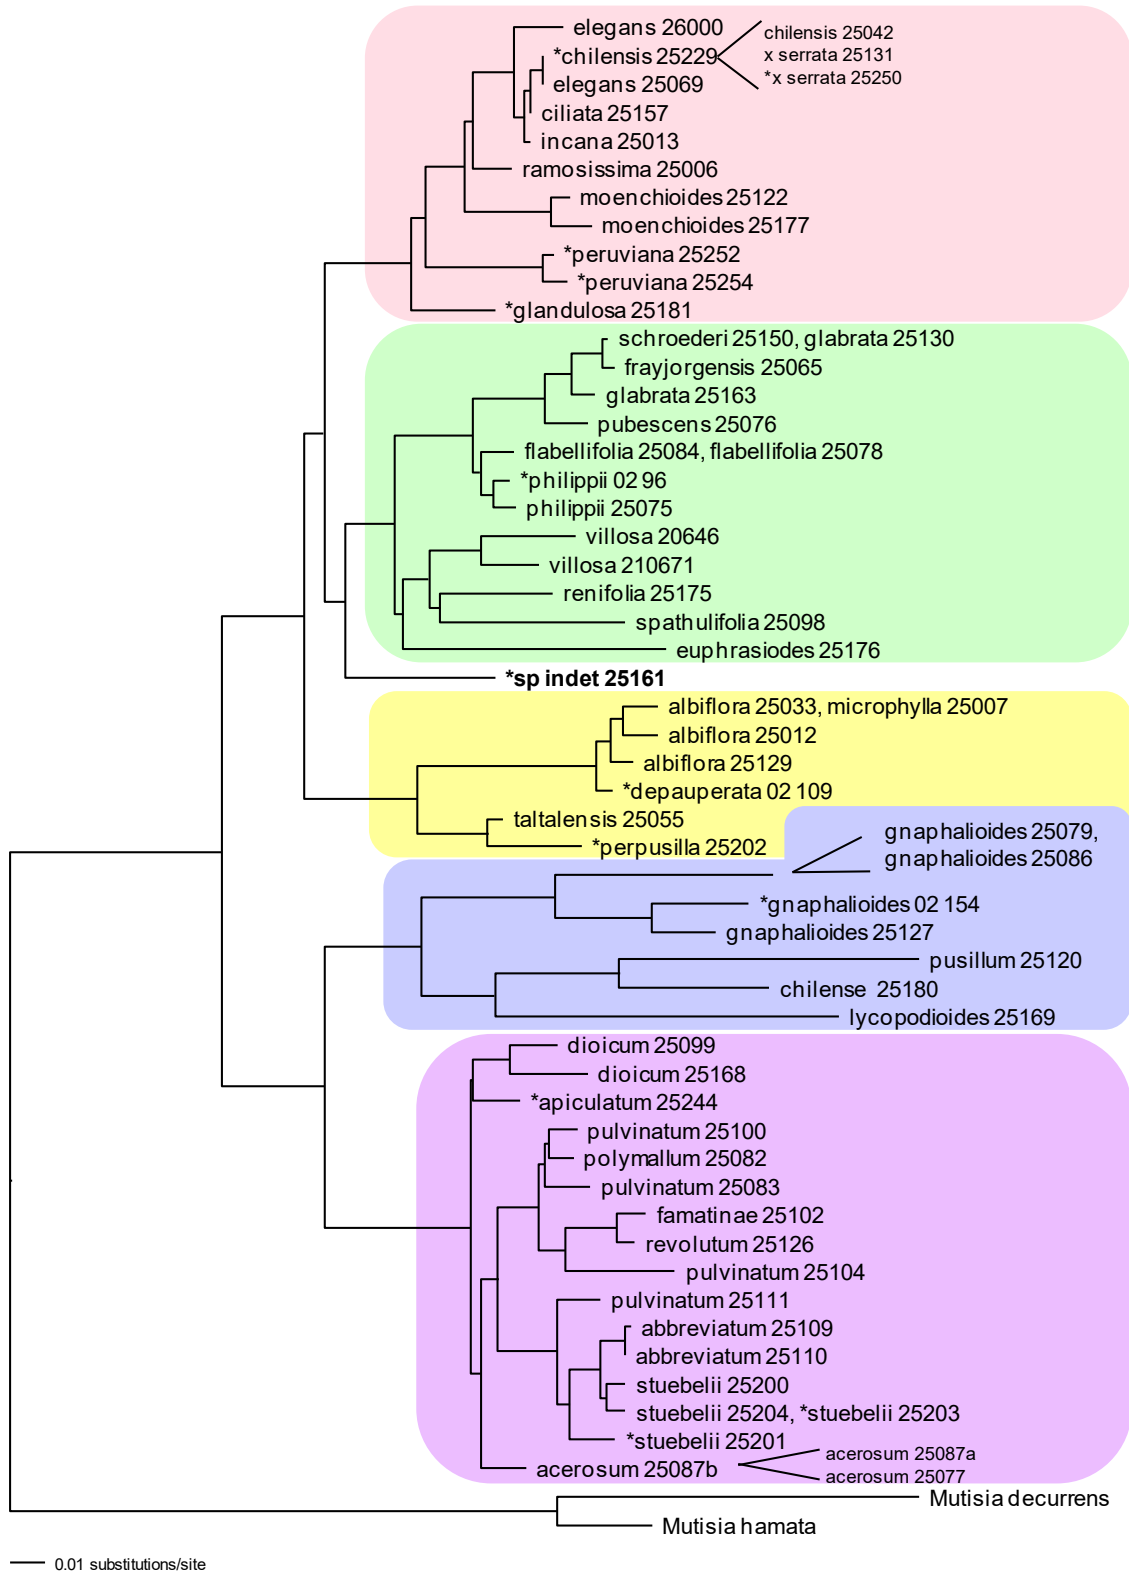 elegans 26000
*chilensis 25229
chilensis 25042
x serrata 25131
*x serrata 25250
elegans 25069
ciliata 25157
incana 25013
ramosissima 25006
moenchioides 25122
moenchioides 25177
*peruviana 25252
*peruviana 25254
*glandulosa 25181
schroederi 25150, glabrata 25130
frayjorgensis 25065
glabrata 25163
pubescens 25076
flabellifolia 25084, flabellifolia 25078
*philippii 02 96
philippii 25075
villosa 20646
villosa 210671
renifolia 25175
spathulifolia 25098
euphrasiodes 25176
*sp indet 25161
albiflora 25033, microphylla 25007
albiflora 25012
albiflora 25129
*depauperata 02 109
taltalensis 25055
*perpusilla 25202
gnaphalioides 25079,
gnaphalioides 25086
*gnaphalioides 02 154
gnaphalioides 25127
pusillum 25120
chilense 25180
lycopodioides 25169
dioicum 25099
dioicum 25168
*apiculatum 25244
pulvinatum 25100
polymallum 25082
pulvinatum 25083
famatinae 25102
revolutum 25126
pulvinatum 25104
pulvinatum 25111
abbreviatum 25109
abbreviatum 25110
stuebelii 25200
stuebelii 25204, *stuebelii 25203
*stuebelii 25201
acerosum 25087b
acerosum 25087a
acerosum 25077
Mutisia decurrens
Mutisia hamata
0.01 substitutions/site